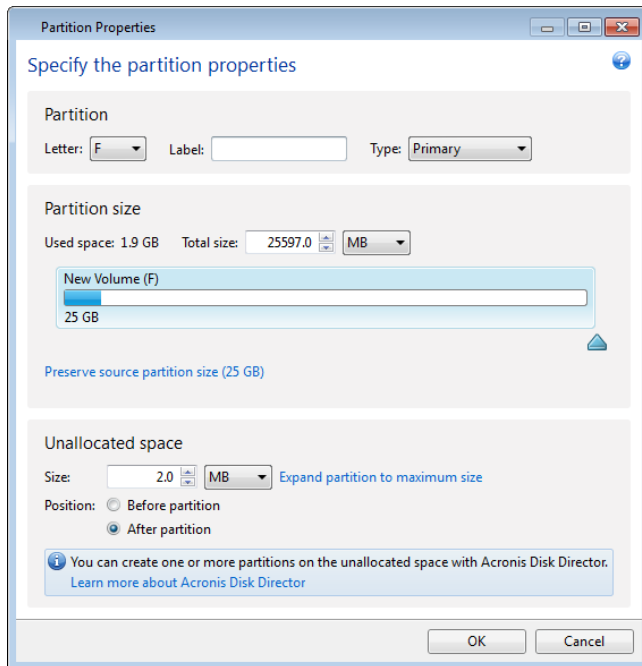 Partition Properties
Specify the partition properties
Partition
Letter: F Label: Type: Primary
Partition size
Used space: 1.9 GB Total size: 25597.0 MB
New Volume (F)
25 GB
Preserve source partition size (25 GB)
Unallocated space
Size: 2.0 MB Expand partition to maximum size
Position: Before partition
After partition
You can create one or more partitions on the unallocated space with Acronis Disk Director.
Learn more about Acronis Disk Director
OK Cancel